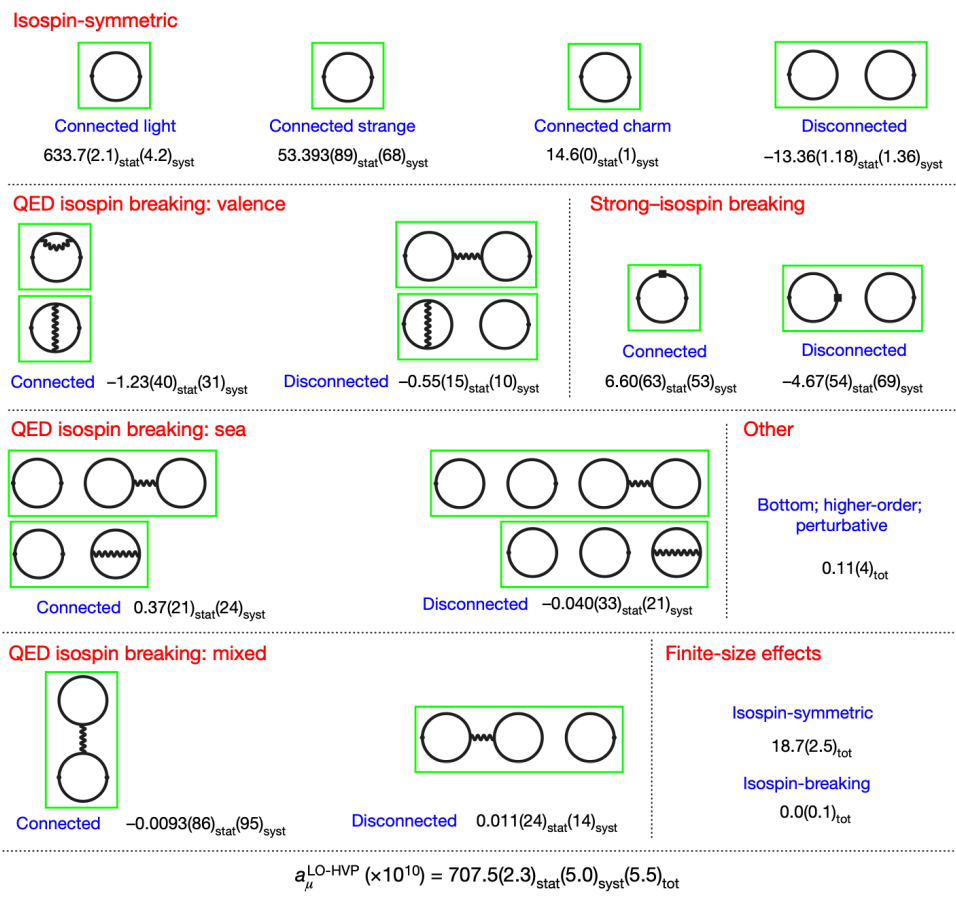 Isospin-symmetric
Connected light
Connected strange
Connected charm
Disconnected
633.7(2.1)stat(4.2)syst
53.393(89)stat(68)syst
14.6(0)stat(1)syst
−13.36(1.18)stat(1.36)syst
QED isospin breaking: valence
Strong–isospin breaking
Connected −1.23(40)stat(31)syst
Disconnected −0.55(15)stat(10)syst
Connected
6.60(63)stat(53)syst
Disconnected
−4.67(54)stat(69)syst
QED isospin breaking: sea
Other
Connected 0.37(21)stat(24)syst
Disconnected −0.040(33)stat(21)syst
Bottom; higher-order;
perturbative
0.11(4)tot
QED isospin breaking: mixed
Finite-size effects
Connected −0.0093(86)stat(95)syst
Disconnected 0.011(24)stat(14)syst
Isospin-symmetric
18.7(2.5)tot
Isospin-breaking
0.0(0.1)tot
aμLO-HVP (×10¹⁰) = 707.5(2.3)stat(5.0)syst(5.5)tot